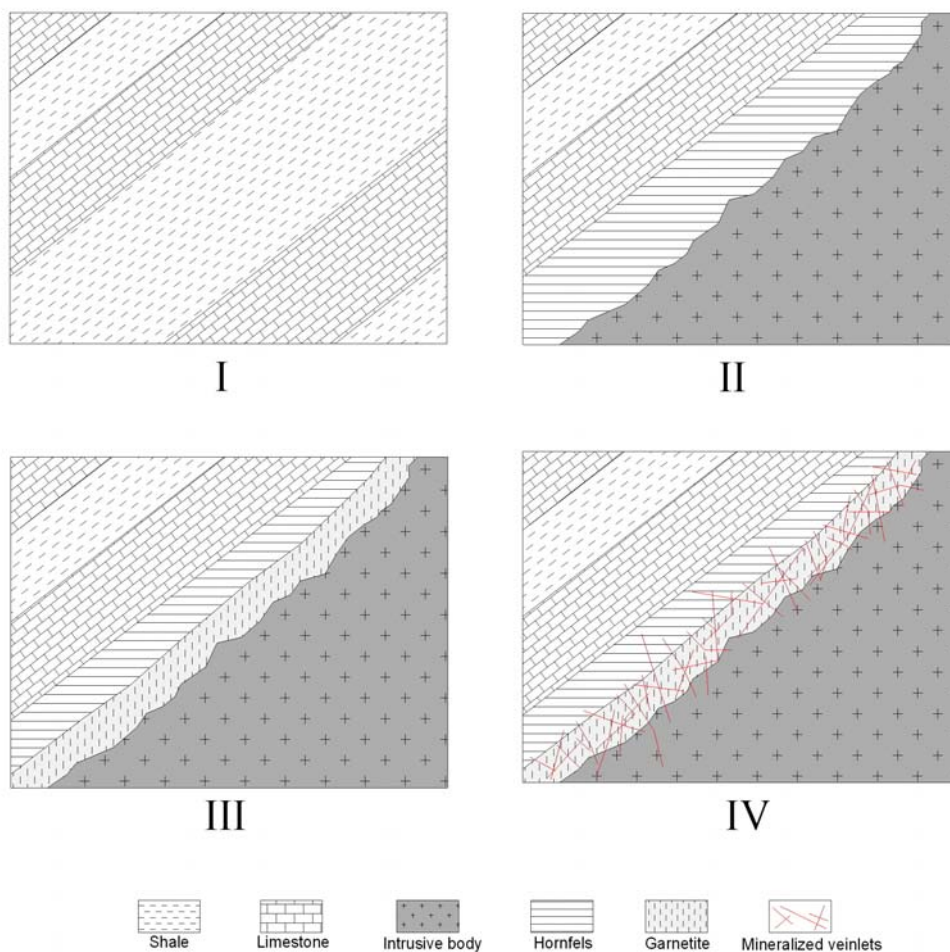 I II
III IV
Shale Limestone Intrusive body Hornfels Garnetite Mineralized veinlets